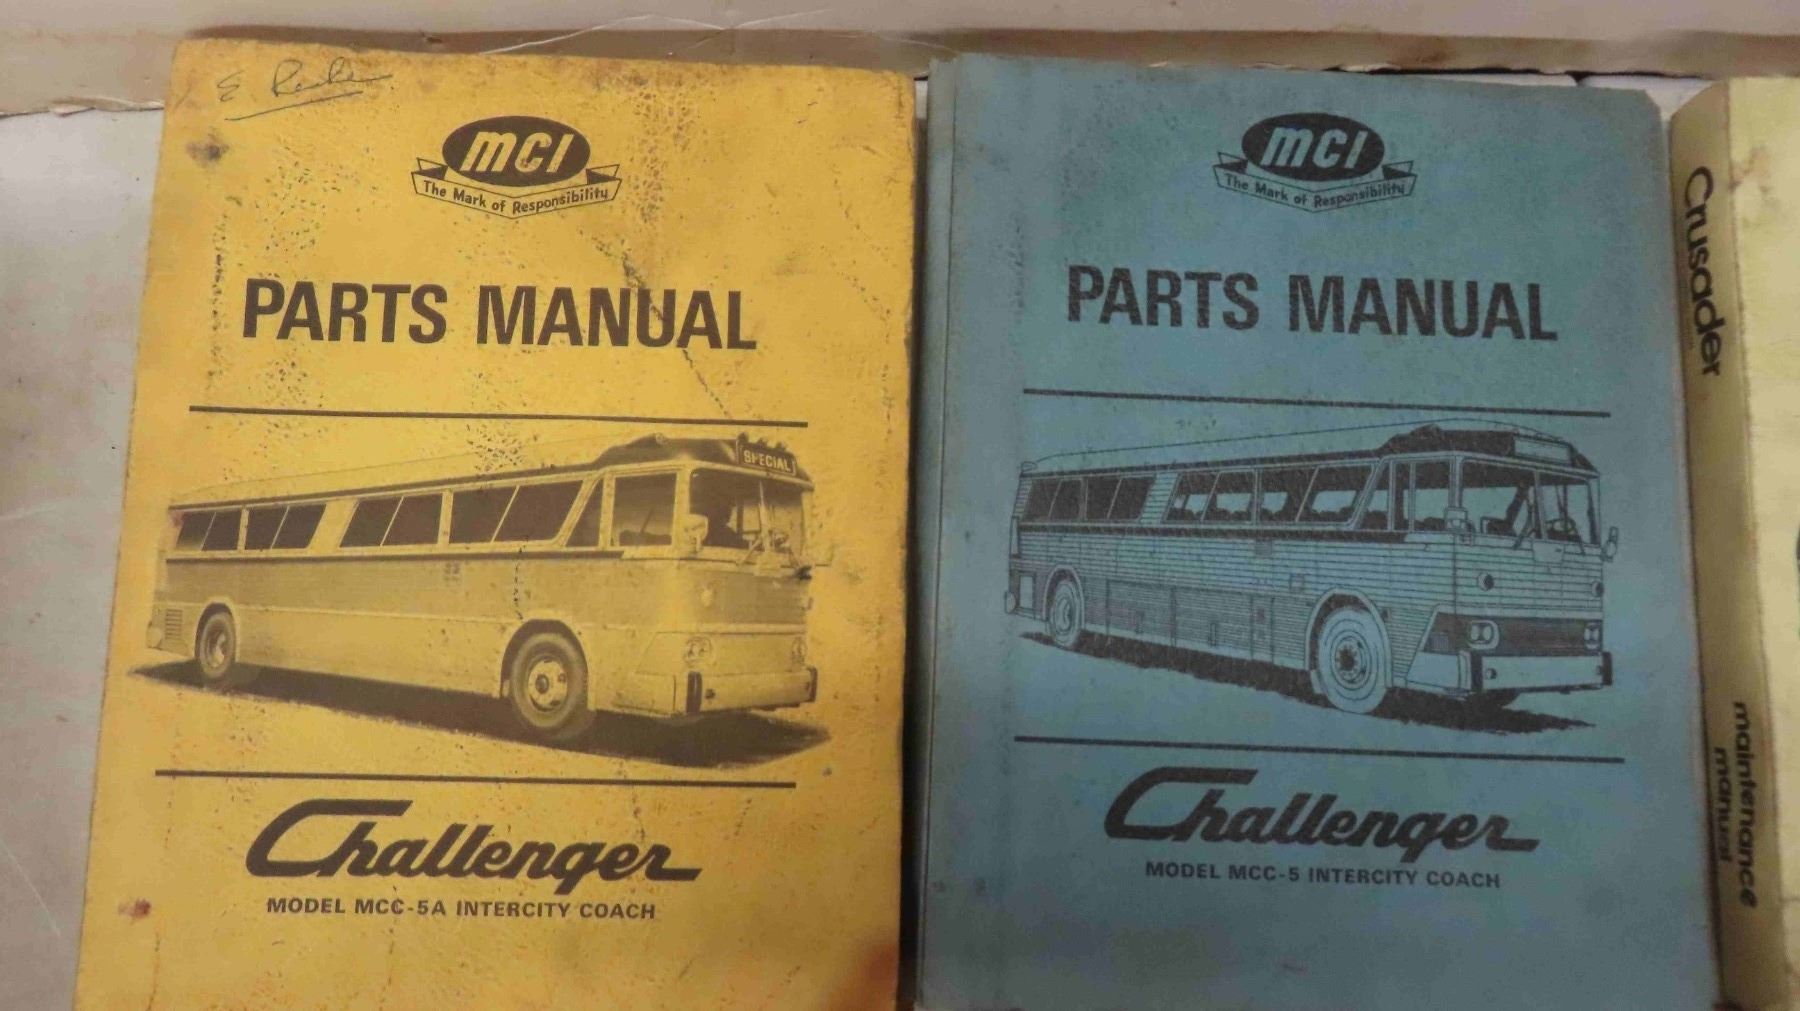 E.
MCI
The Mark of Responsibility
PARTS MANUAL
SPECIAL
Challenger
MODEL MCC-5A INTERCITY COACH
MCI
The Mark of Responsibility
PARTS MANUAL
Challenger
MODEL MCC-5 INTERCITY COACH
Crusader
maintenance
manual